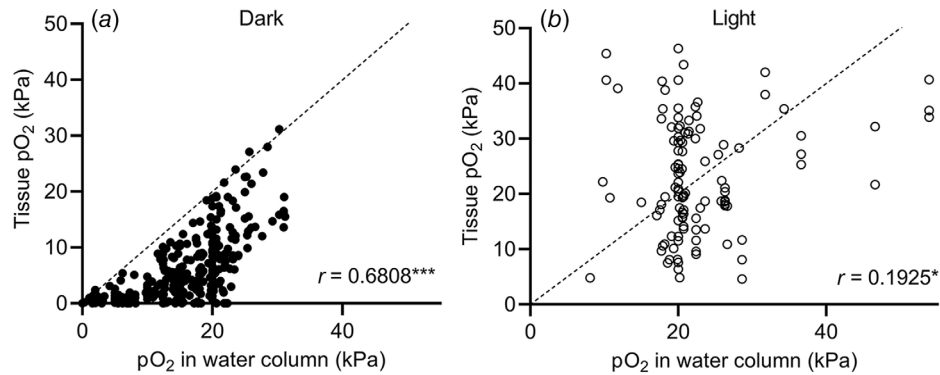 (a) Dark
50
40
30
20
10
0
0 20 40
Tissue pO₂ (kPa)
pO₂ in water column (kPa)
r = 0.6808***
(b) Light
50
40
30
20
10
0
0 20 40
Tissue pO₂ (kPa)
pO₂ in water column (kPa)
r = 0.1925*